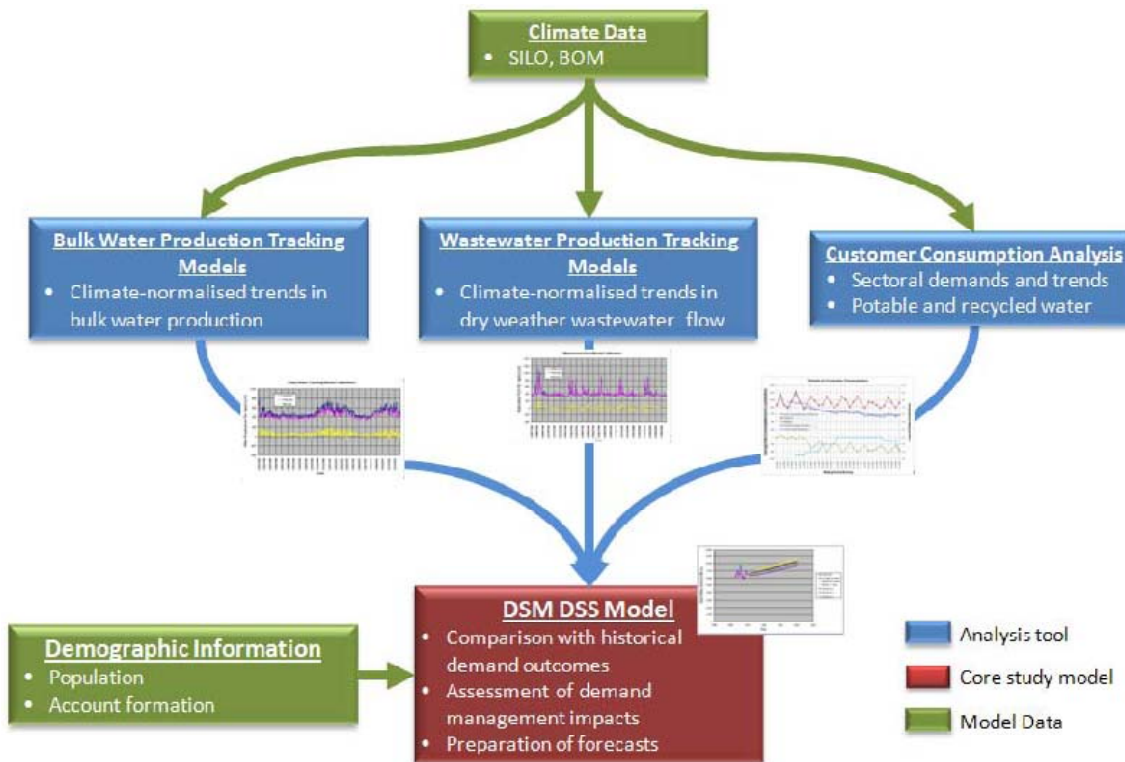 Climate Data
• SILO, BOM
Bulk Water Production Tracking
Models
• Climate-normalised trends in
bulk water production
Wastewater Production Tracking
Models
• Climate-normalised trends in
dry weather wastewater flow
Customer Consumption Analysis
• Sectoral demands and trends
• Potable and recycled water
DSM DSS Model
• Comparison with historical
demand outcomes
• Assessment of demand
management impacts
• Preparation of forecasts
Demographic Information
• Population
• Account formation
Analysis tool
Core study model
Model Data